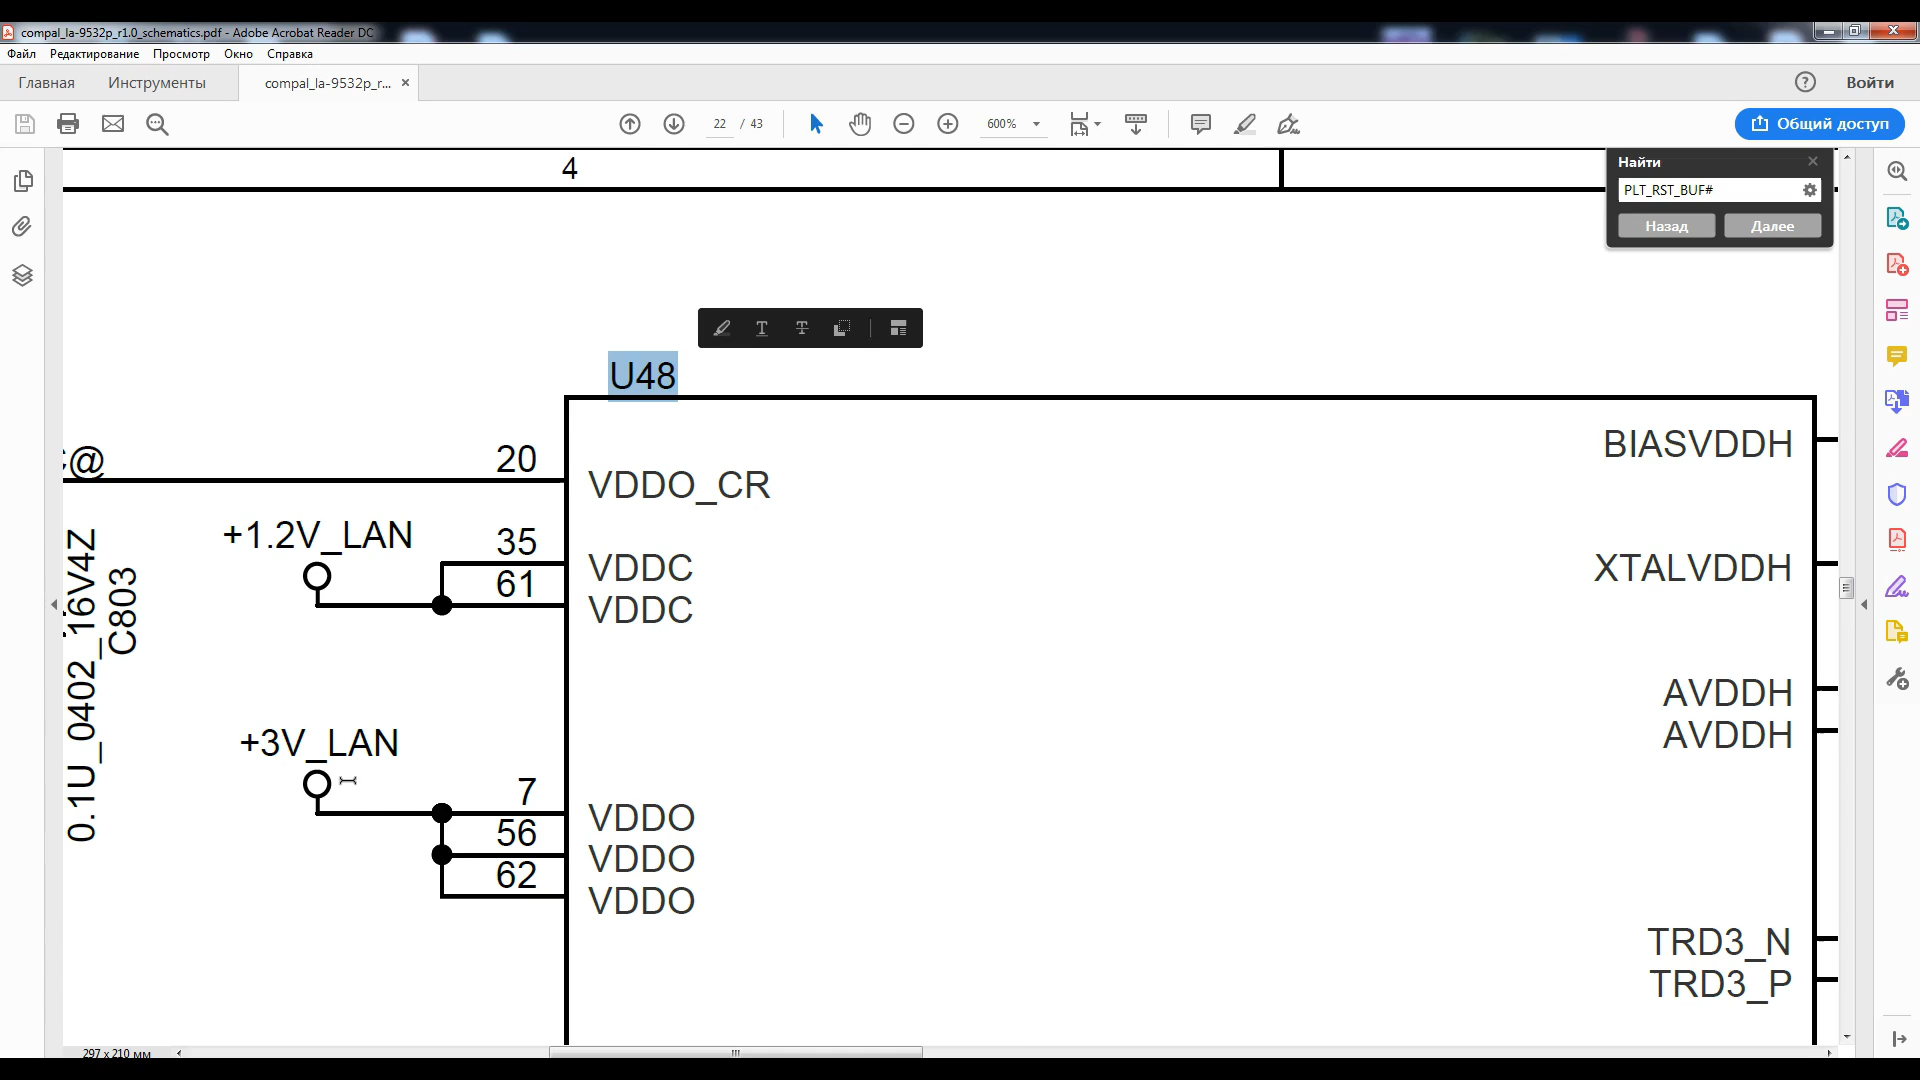 compal_la-9532p_r1.0_schematics.pdf - Adobe Acrobat Reader DC
Файл Редактирование Просмотр Окно Справка
Главная Инструменты compal_la-9532p_r... × Войти
22 / 43 600% Общий доступ
4
Найти
PLT_RST_BUF#
Назад Далее
U48
@
20
VDDO_CR
BIASVDDH
+1.2V_LAN
35
VDDC
61
VDDC
XTALVDDH
0.1U_0402_16V4Z
C803
AVDDH
AVDDH
+3V_LAN
7
VDDO
56
VDDO
62
VDDO
TRD3_N
TRD3_P
297 x 210 мм